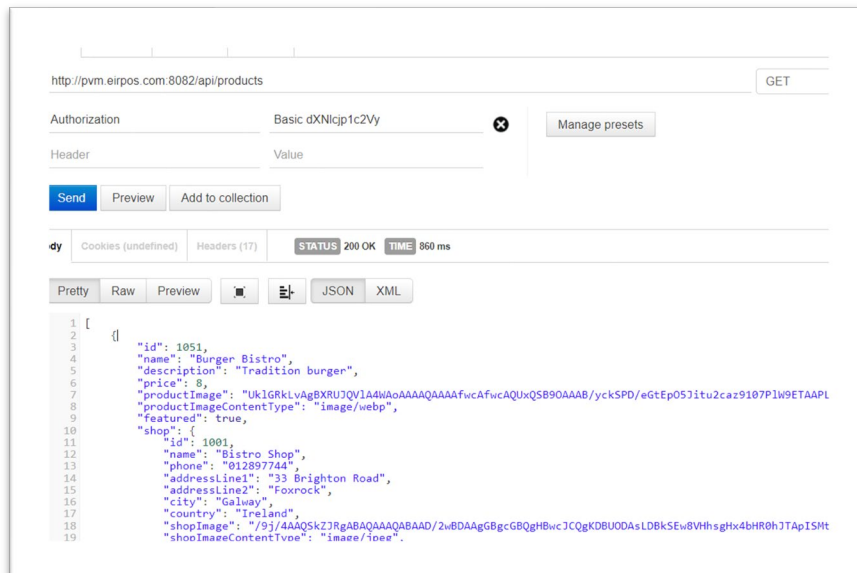 http://pvm.eirpos.com:8082/api/products GET
Authorization Basic dXNlcjp1c2Vy Manage presets
Header Value
Send Preview Add to collection
dy Cookies (undefined) Headers (17) STATUS 200 OK TIME 860 ms
Pretty Raw Preview JSON XML
1 [
2 {
3 "id": 1051,
4 "name": "Burger Bistro",
5 "description": "Tradition burger",
6 "price": 8,
7 "productImage": "UklGRkLvAgBXRUJQVlA4WAoAAAAQAAAAfwcAfwcAQUxQSB9OAAAB/yckSPD/eGtEpO5Jitu2caz9107PlW9ETAAPL
8 "productImageContentType": "image/webp",
9 "featured": true,
10 "shop": {
11 "id": 1001,
12 "name": "Bistro Shop",
13 "phone": "012897744",
14 "addressLine1": "33 Brighton Road",
15 "addressLine2": "Foxrock",
16 "city": "Galway",
17 "country": "Ireland",
18 "shopImage": "/9j/4AAQSkZJRgABAQAAAQABAAD/2wBDAAgGBgcGBQgHBwcJCQgKDBUODAsLDBkSEw8VHhsgHx4bHR0hJTApISMt
19 "shopImageContentType": "image/jpeg",